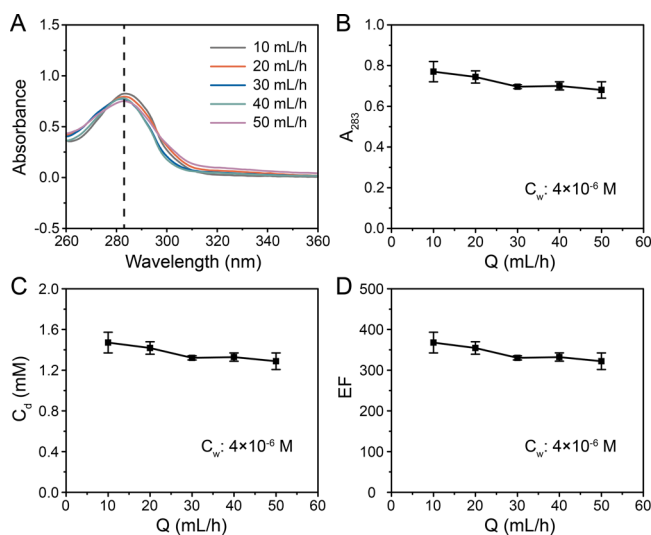 A
1.5
1.0
0.5
0.0
-0.5
Absorbance
10 mL/h
20 mL/h
30 mL/h
40 mL/h
50 mL/h
260 280 300 320 340 360
Wavelength (nm)
B
1.0
0.8
0.6
0.4
0.2
0.0
A₂₈₃
C_w: 4×10⁻⁶ M
0 10 20 30 40 50 60
Q (mL/h)
C
2.0
1.6
1.2
0.8
0.4
0.0
C_d (mM)
C_w: 4×10⁻⁶ M
0 10 20 30 40 50 60
Q (mL/h)
D
500
400
300
200
100
0
EF
C_w: 4×10⁻⁶ M
0 10 20 30 40 50 60
Q (mL/h)